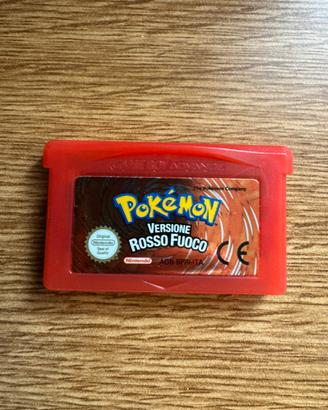 GAME BOY ADVANCE
The Pokémon Company
POKéMON
VERSIONE
ROSSO FUOCO
Original
Nintendo
Seal of
Quality
Nintendo
CE
AGB-BPRI-ITA